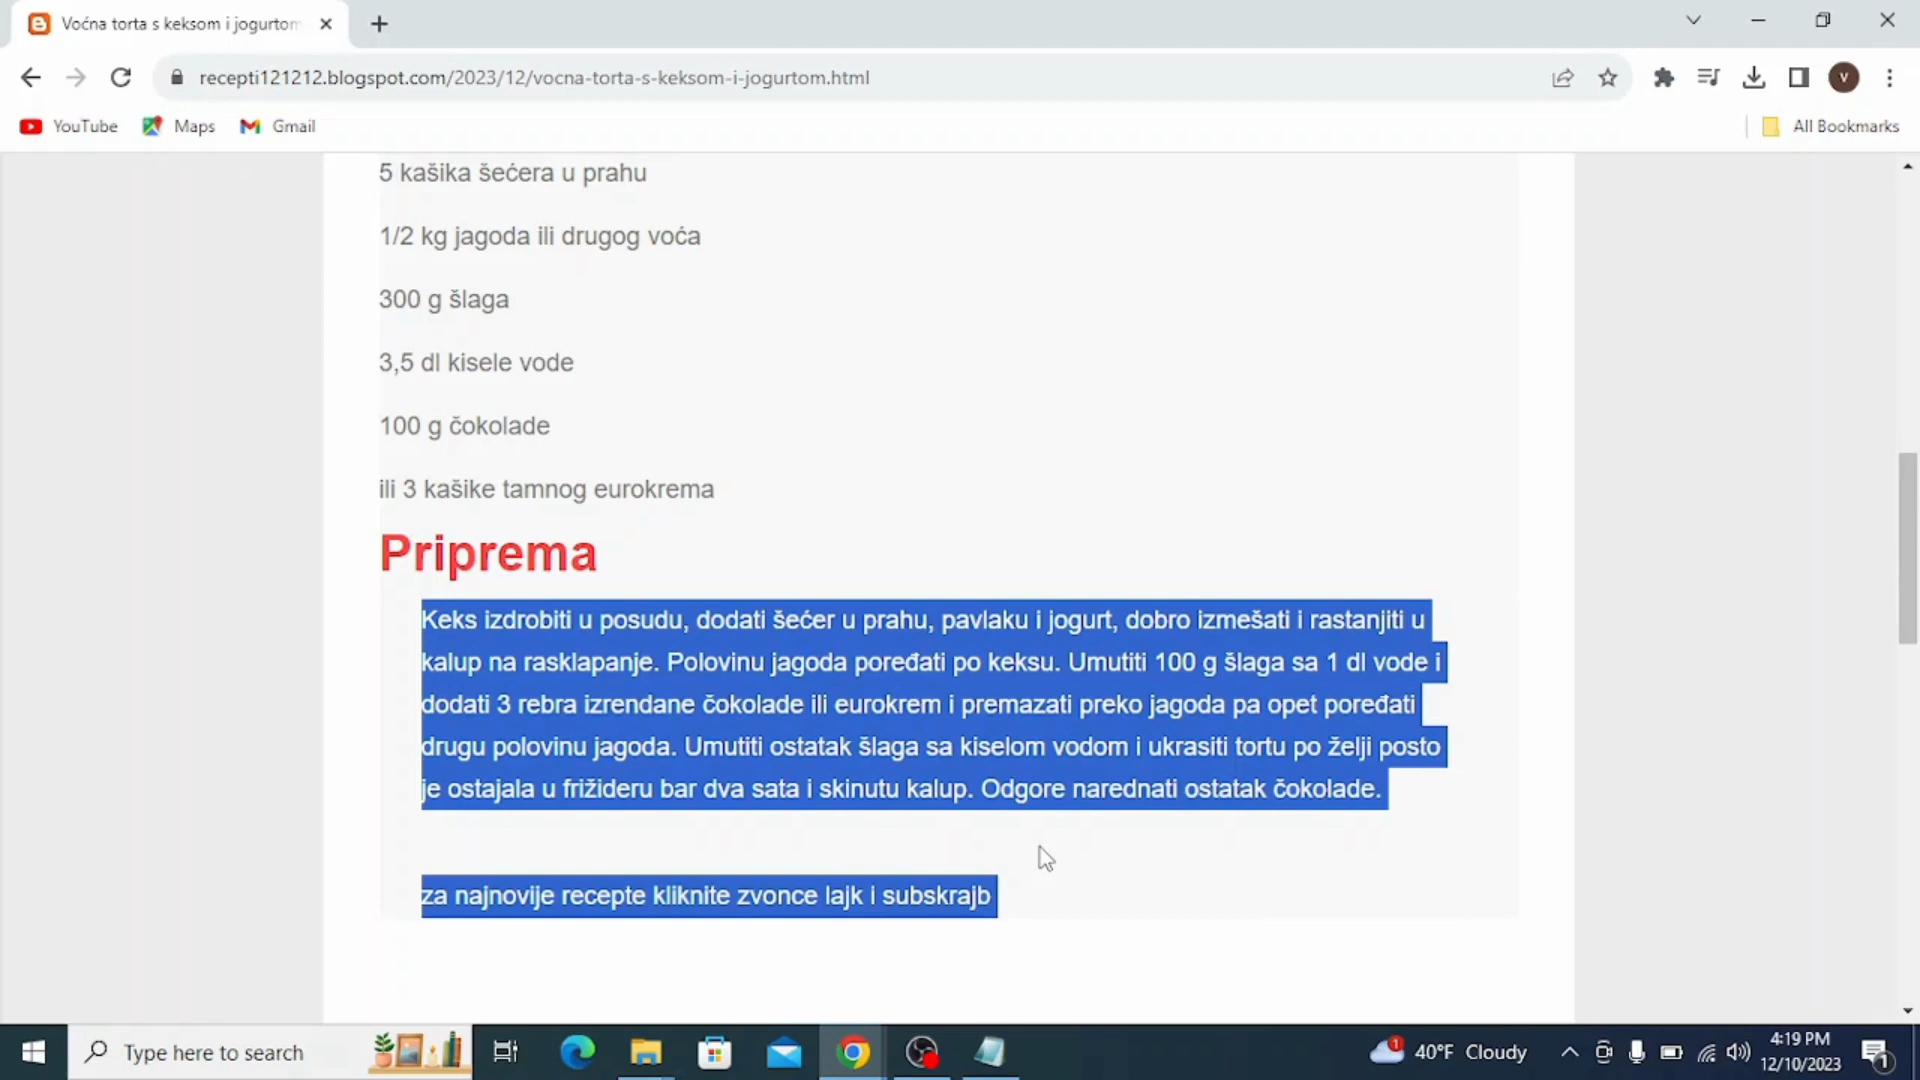 Voćna torta s keksom i jogurtom
recepti121212.blogspot.com/2023/12/vocna-torta-s-keksom-i-jogurtom.html
V
YouTube
Maps
Gmail
All Bookmarks
5 kašika šećera u prahu
1/2 kg jagoda ili drugog voća
300 g šlaga
3,5 dl kisele vode
100 g čokolade
ili 3 kašike tamnog eurokrema
Priprema
Keks izdrobiti u posudu, dodati šećer u prahu, pavlaku i jogurt, dobro izmešati i rastanjiti u
kalup na rasklapanje. Polovinu jagoda poređati po keksu. Umutiti 100 g šlaga sa 1 dl vode i
dodati 3 rebra izrendane čokolade ili eurokrem i premazati preko jagoda pa opet poređati
drugu polovinu jagoda. Umutiti ostatak šlaga sa kiselom vodom i ukrasiti tortu po želji posto
je ostajala u frižideru bar dva sata i skinutu kalup. Odgore narednati ostatak čokolade.
za najnovije recepte kliknite zvonce lajk i subskrajb
Type here to search
1
40°F Cloudy
4:19 PM
12/10/2023
1